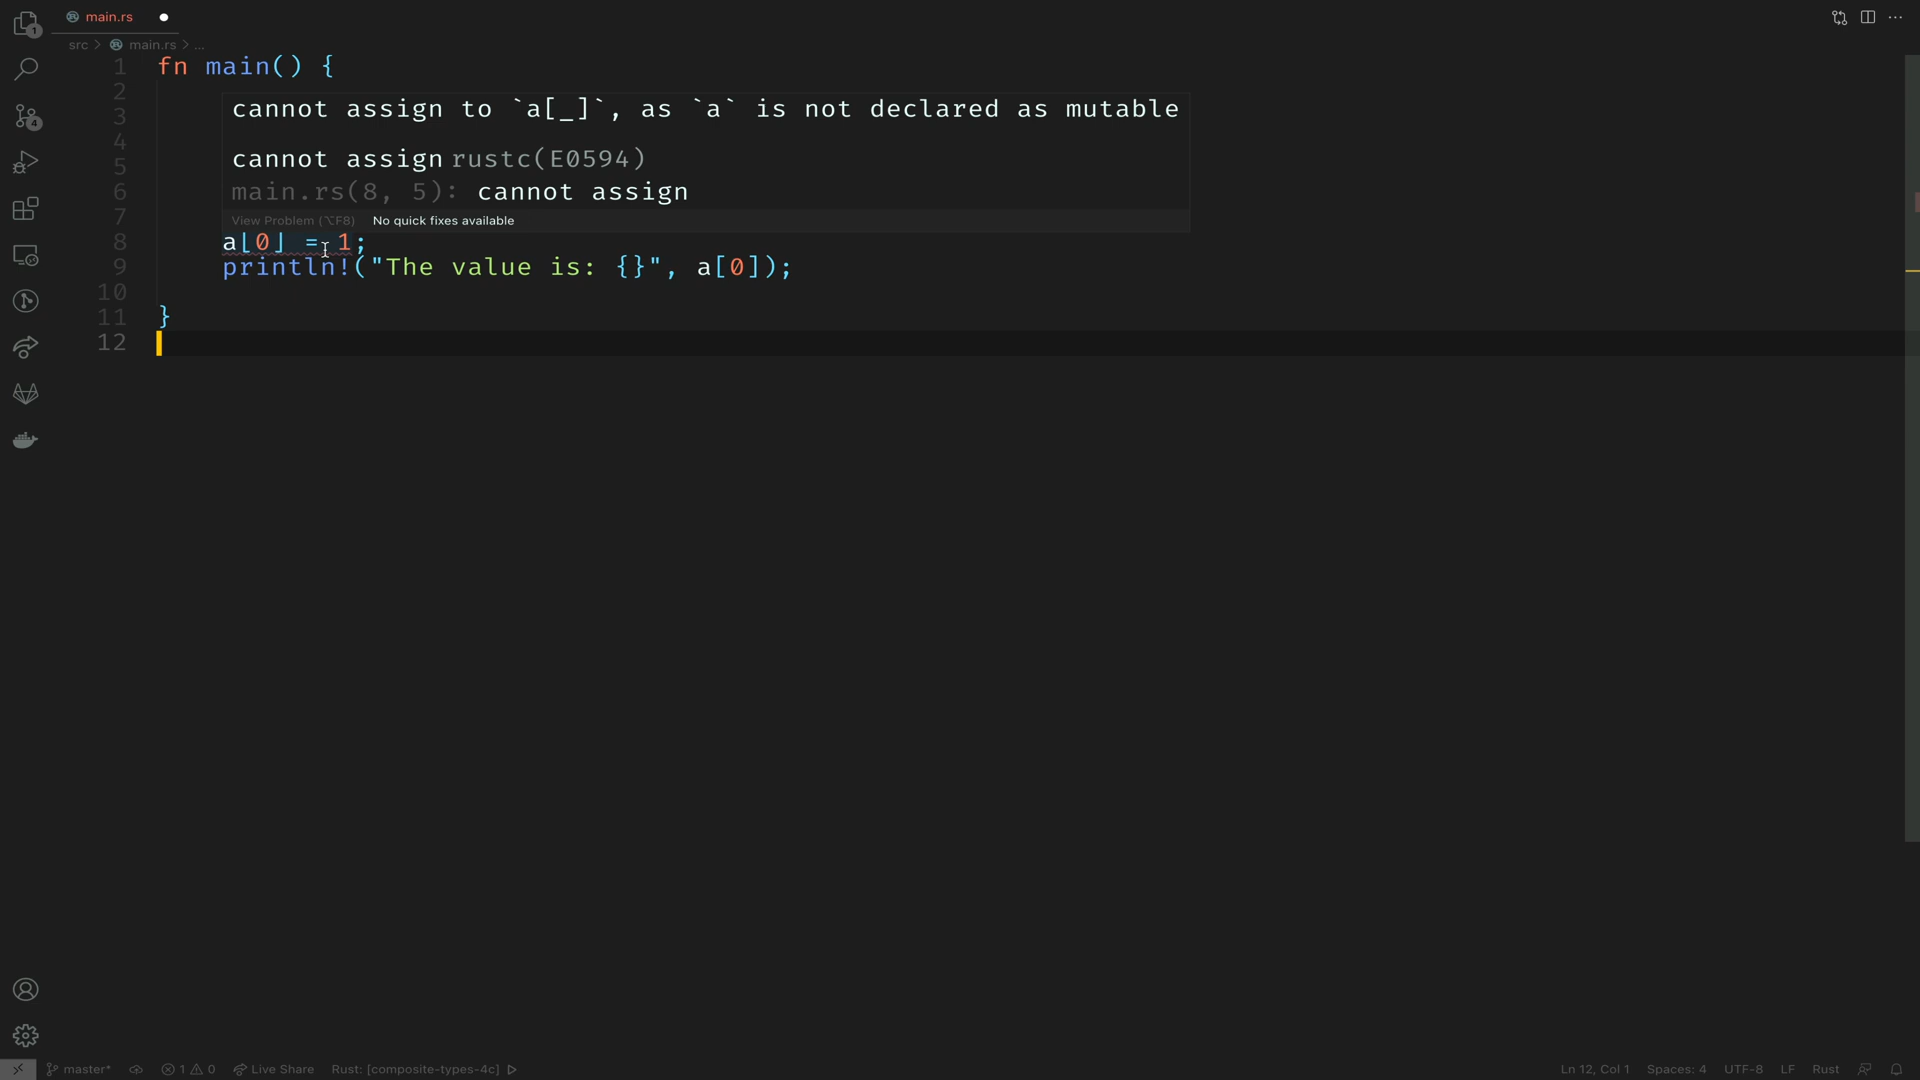 1
main.rs
src > main.rs > ...
1 fn main() {
2
3 cannot assign to `a[_]`, as `a` is not declared as mutable
4
5 cannot assign rustc(E0594)
6 main.rs(8, 5): cannot assign
7 View Problem (⌥F8) No quick fixes available
8 a[0] = 1;
9 println!("The value is: {}", a[0]);
10
11 }
12
4
master* 1 0 Live Share Rust: [composite-types-4c] Ln 12, Col 1 Spaces: 4 UTF-8 LF Rust